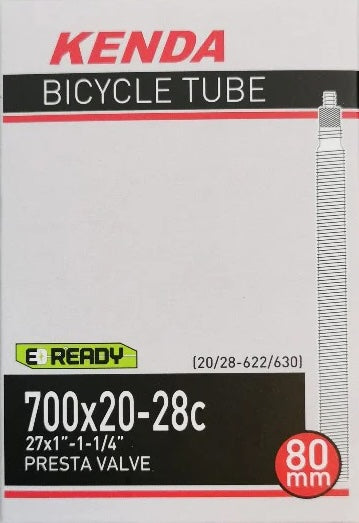 KENDA
BICYCLE TUBE
READY
(20/28-622/630)
700x20-28c
27x1"-1-1/4"
PRESTA VALVE
80
mm